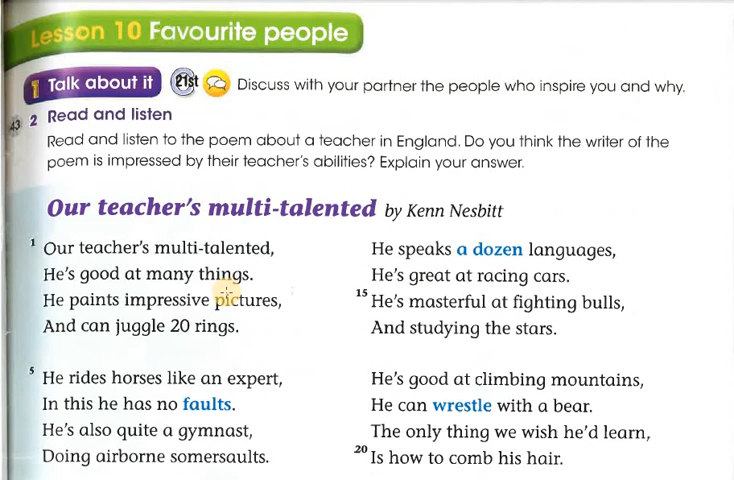 Lesson 10 Favourite people
1 Talk about it 21st Discuss with your partner the people who inspire you and why.
43 2 Read and listen
Read and listen to the poem about a teacher in England. Do you think the writer of the
poem is impressed by their teacher's abilities? Explain your answer.
Our teacher's multi-talented by Kenn Nesbitt
1 Our teacher's multi-talented,
He's good at many things.
He paints impressive pictures,
And can juggle 20 rings.
5 He rides horses like an expert,
In this he has no faults.
He's also quite a gymnast,
Doing airborne somersaults.
He speaks a dozen languages,
He's great at racing cars.
15 He's masterful at fighting bulls,
And studying the stars.
He's good at climbing mountains,
He can wrestle with a bear.
The only thing we wish he'd learn,
20 Is how to comb his hair.